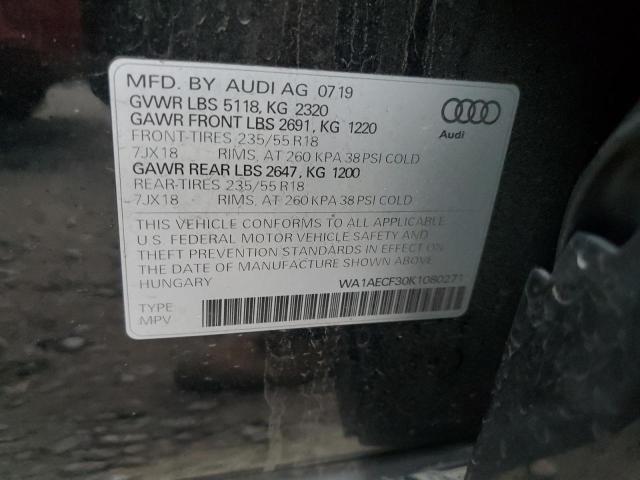 MFD. BY AUDI AG 07/19
GVWR LBS 5118, KG 2320
GAWR FRONT LBS 2691, KG 1220
FRONT-TIRES 235/55 R18
7JX18 RIMS, AT 260 KPA 38 PSI COLD
GAWR REAR LBS 2647, KG 1200
REAR-TIRES 235/55 R18
7JX18 RIMS, AT 260 KPA 38 PSI COLD
THIS VEHICLE CONFORMS TO ALL APPLICABLE
U.S. FEDERAL MOTOR VEHICLE SAFETY AND
THEFT PREVENTION STANDARDS IN EFFECT ON
THE DATE OF MANUFACTURE SHOWN ABOVE
HUNGARY WA1AECF30K1080271
TYPE
MPV
Audi